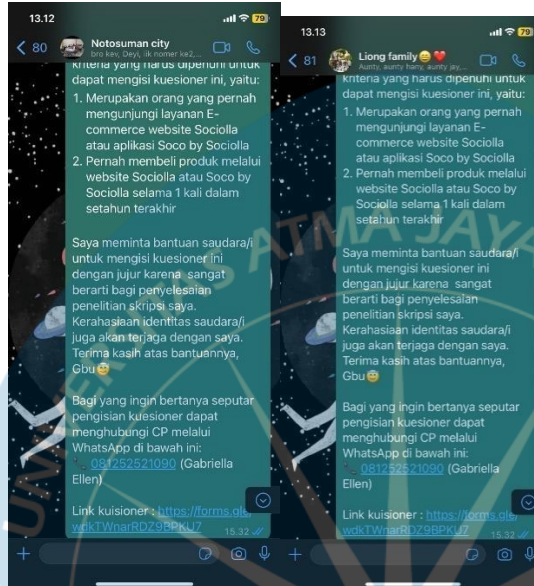 13.12
79
80
Notosuman city
bro kev, Deyi, iik nomer ke2,...
kriteria yang harus dipenuhi untuk
dapat mengisi kuesioner ini, yaitu:
1. Merupakan orang yang pernah
mengunjungi layanan E-
commerce website Sociolla
atau aplikasi Soco by Sociolla
2. Pernah membeli produk melalui
website Sociolla atau Soco by
Sociolla selama 1 kali dalam
setahun terakhir
Saya meminta bantuan saudara/i
untuk mengisi kuesioner ini
dengan jujur karena sangat
berarti bagi penyelesaian
penelitian skripsi saya.
Kerahasiaan identitas saudara/i
juga akan terjaga dengan saya.
Terima kasih atas bantuannya,
Gbu😇
Bagi yang ingin bertanya seputar
pengisian kuesioner dapat
menghubungi CP melalui
WhatsApp di bawah ini:
📞 081252521090 (Gabriella
Ellen)
Link kuisioner : https://forms.gle/
wdkTWnarRDZ9BPKU7
15.32
13.13
79
81
Liong family😄❤️
Aunty, aunty hany, aunty jay,...
kriteria yang harus dipenuhi untuk
dapat mengisi kuesioner ini, yaitu:
1. Merupakan orang yang pernah
mengunjungi layanan E-
commerce website Sociolla
atau aplikasi Soco by Sociolla
2. Pernah membeli produk melalui
website Sociolla atau Soco by
Sociolla selama 1 kali dalam
setahun terakhir
Saya meminta bantuan saudara/i
untuk mengisi kuesioner ini
dengan jujur karena sangat
berarti bagi penyelesaian
penelitian skripsi saya.
Kerahasiaan identitas saudara/i
juga akan terjaga dengan saya.
Terima kasih atas bantuannya,
Gbu😇
Bagi yang ingin bertanya seputar
pengisian kuesioner dapat
menghubungi CP melalui
WhatsApp di bawah ini:
📞 081252521090 (Gabriella
Ellen)
Link kuisioner : https://forms.gle/
wdkTWnarRDZ9BPKU7
15.32
ATMA JAYA